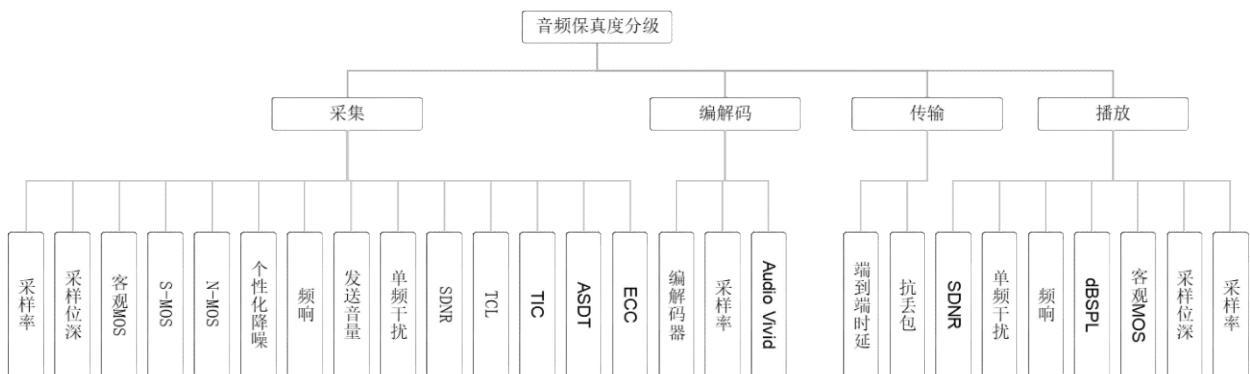 音频保真度分级
采集
编解码
传输
播放
采样率
采样位深
客观MOS
S-MOS
N-MOS
个性化降噪
频响
发送音量
单频干扰
SDNR
TCL
TIC
ASDT
ECC
编解码器
采样率
Audio Vivid
端到端时延
抗丢包
SDNR
单频干扰
频响
dBSPL
客观MOS
采样位深
采样率